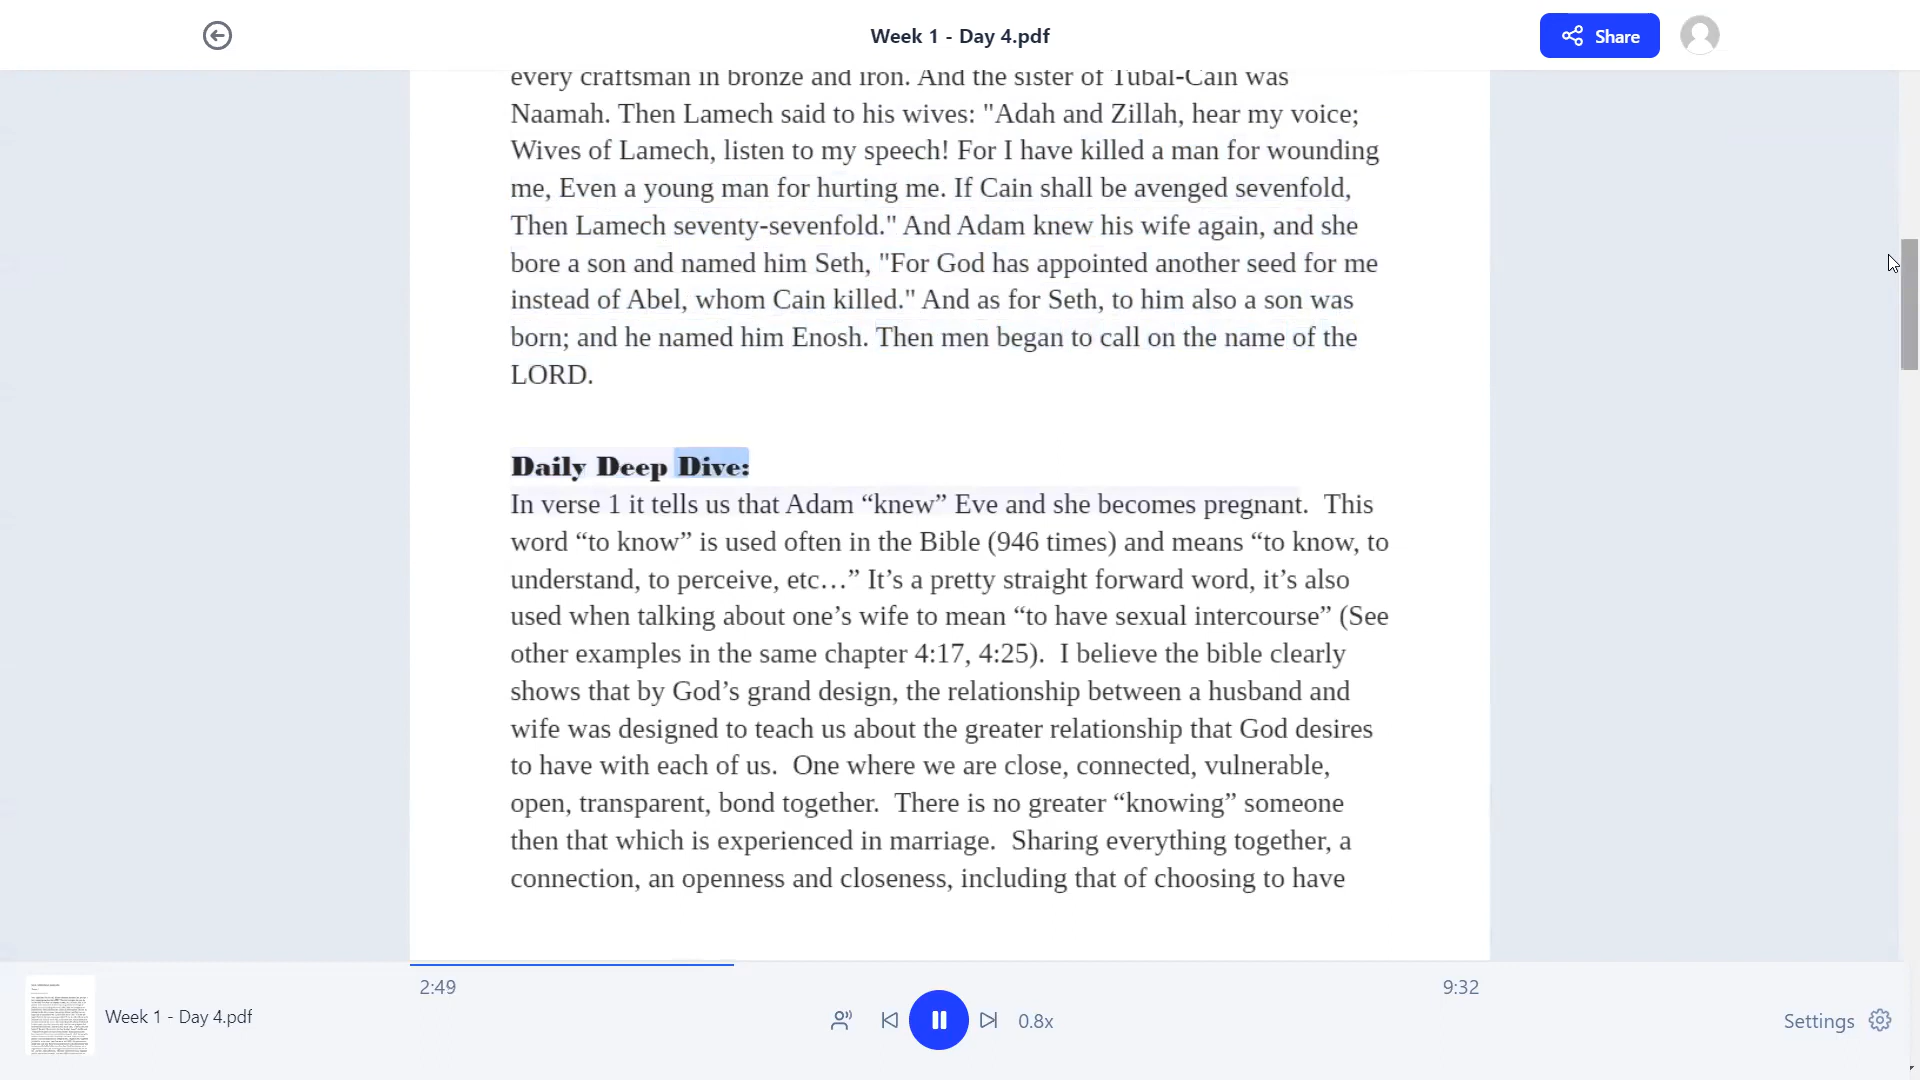 Week 1 - Day 4.pdf
Share
every craftsman in bronze and iron. And the sister of Tubal-Cain was
Naamah. Then Lamech said to his wives: "Adah and Zillah, hear my voice;
Wives of Lamech, listen to my speech! For I have killed a man for wounding
me, Even a young man for hurting me. If Cain shall be avenged sevenfold,
Then Lamech seventy-sevenfold." And Adam knew his wife again, and she
bore a son and named him Seth, "For God has appointed another seed for me
instead of Abel, whom Cain killed." And as for Seth, to him also a son was
born; and he named him Enosh. Then men began to call on the name of the
LORD.
Daily Deep Dive:
In verse 1 it tells us that Adam “knew” Eve and she becomes pregnant.  This
word “to know” is used often in the Bible (946 times) and means “to know, to
understand, to perceive, etc…” It’s a pretty straight forward word, it’s also
used when talking about one’s wife to mean “to have sexual intercourse” (See
other examples in the same chapter 4:17, 4:25).  I believe the bible clearly
shows that by God’s grand design, the relationship between a husband and
wife was designed to teach us about the greater relationship that God desires
to have with each of us.  One where we are close, connected, vulnerable,
open, transparent, bond together.  There is no greater “knowing” someone
then that which is experienced in marriage.  Sharing everything together, a
connection, an openness and closeness, including that of choosing to have
2:49
9:32
Week 1 - Day 4.pdf
0.8x
Settings